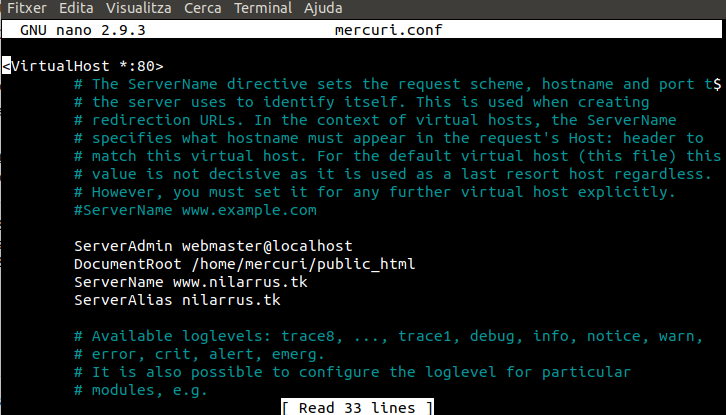 Fitxer Edita Visualitza Cerca Terminal Ajuda
GNU nano 2.9.3 mercuri.conf
<VirtualHost *:80>
# The ServerName directive sets the request scheme, hostname and port t$
# the server uses to identify itself. This is used when creating
# redirection URLs. In the context of virtual hosts, the ServerName
# specifies what hostname must appear in the request's Host: header to
# match this virtual host. For the default virtual host (this file) this
# value is not decisive as it is used as a last resort host regardless.
# However, you must set it for any further virtual host explicitly.
#ServerName www.example.com
ServerAdmin webmaster@localhost
DocumentRoot /home/mercuri/public_html
ServerName www.nilarrus.tk
ServerAlias nilarrus.tk
# Available loglevels: trace8, ..., trace1, debug, info, notice, warn,
# error, crit, alert, emerg.
# It is also possible to configure the loglevel for particular
# modules, e.g.
[ Read 33 lines ]